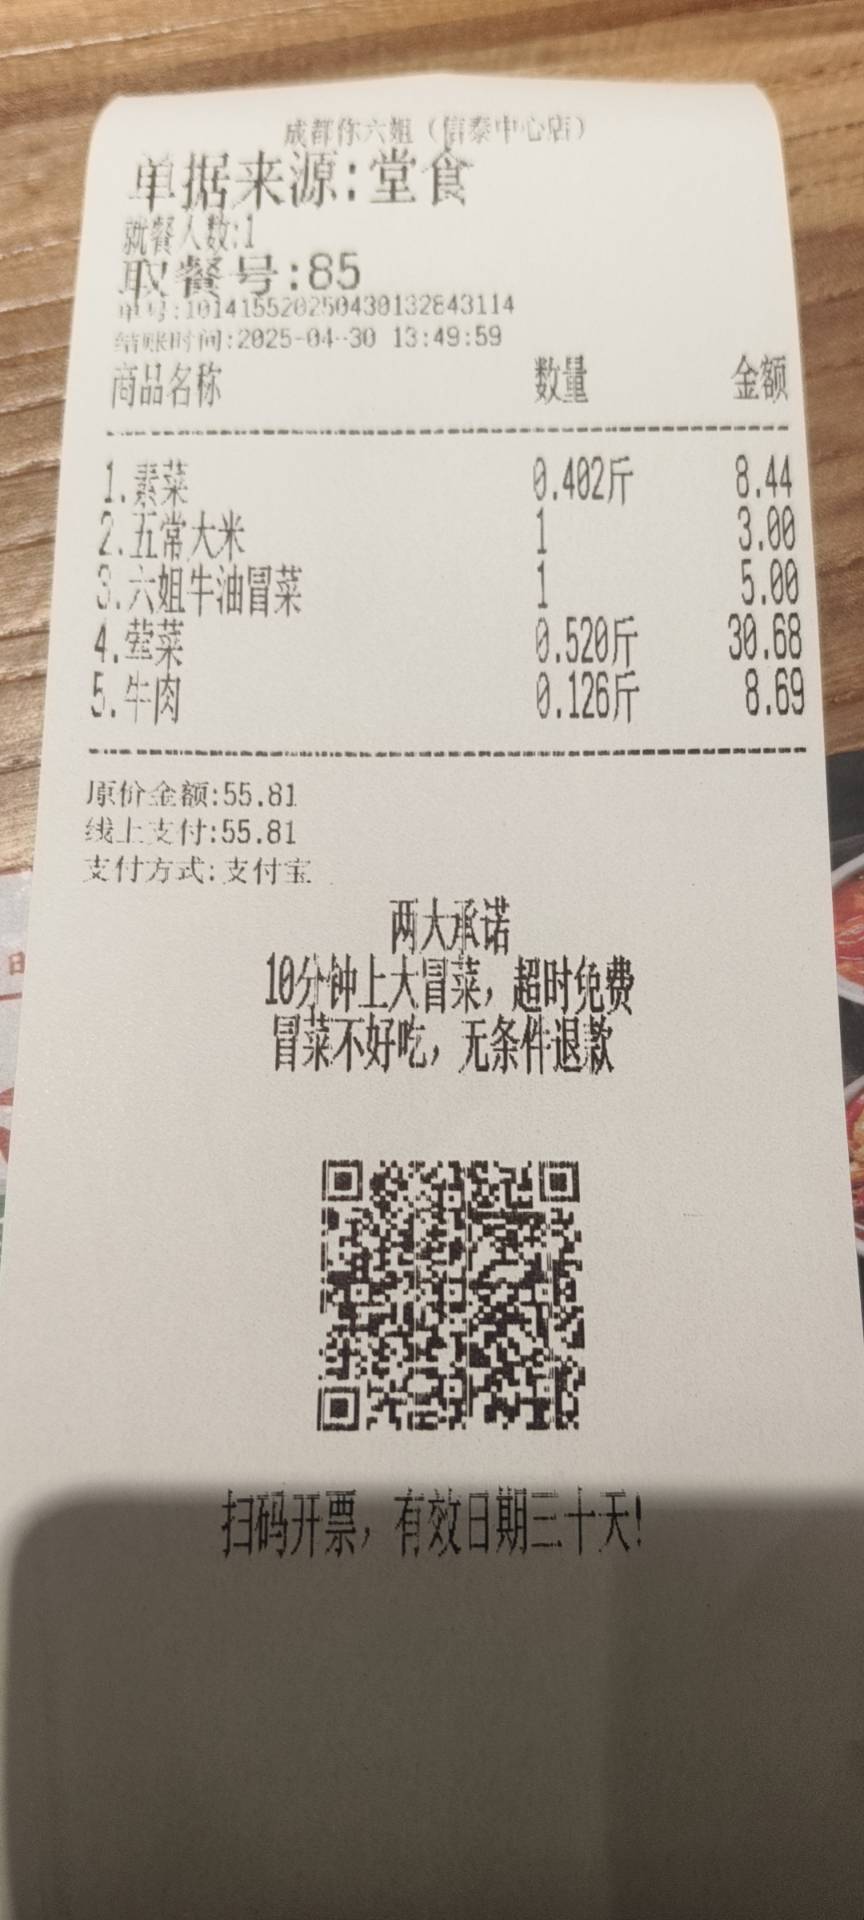 成都你六姐（信泰中心店）
单据来源:堂食
就餐人数:1
取餐号:85
单号:101415520250430132843114
结账时间:2025-04-30 13:49:59
商品名称 数量 金额
1.素菜 0.402斤 8.44
2.五常大米 1 3.00
3.六姐牛油冒菜 1 5.00
4.荤菜 0.520斤 30.68
5.牛肉 0.126斤 8.69
原价金额:55.81
线上支付:55.81
支付方式:支付宝
两大承诺
10分钟上大冒菜，超时免费
冒菜不好吃，无条件退款
扫码开票，有效日期三十天!